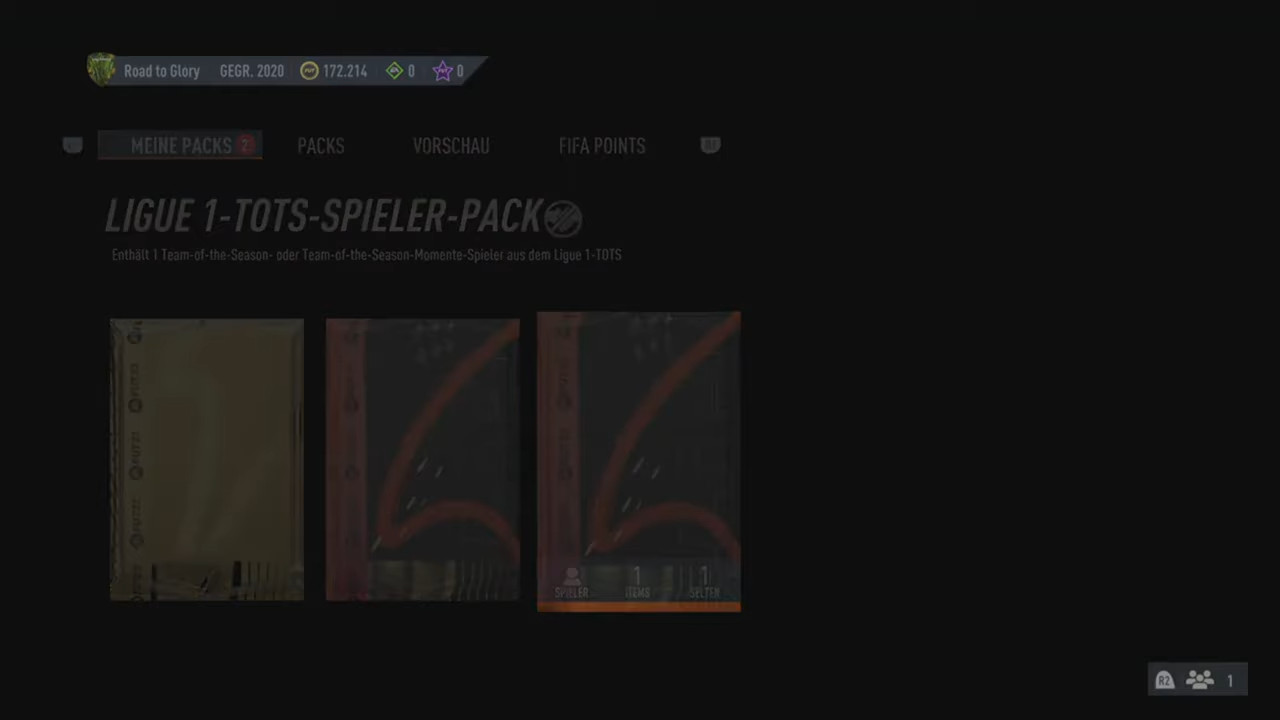 Road to Glory GEGR. 2020 172.214 0 0
MEINE PACKS PACKS VORSCHAU FIFA POINTS
LIGUE 1-TOTS-SPIELER-PACK
Enthält 1 Team-of-the-Season- oder Team-of-the-Season-Momente-Spieler aus dem Ligue 1-TOTS
1 1
SPIELER ITEMS SELTEN
R2 1